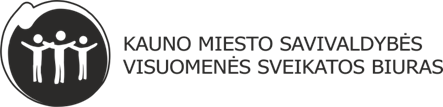 KAUNO MIESTO SAVIVALDYBĖS
VISUOMENĖS SVEIKATOS BIURAS